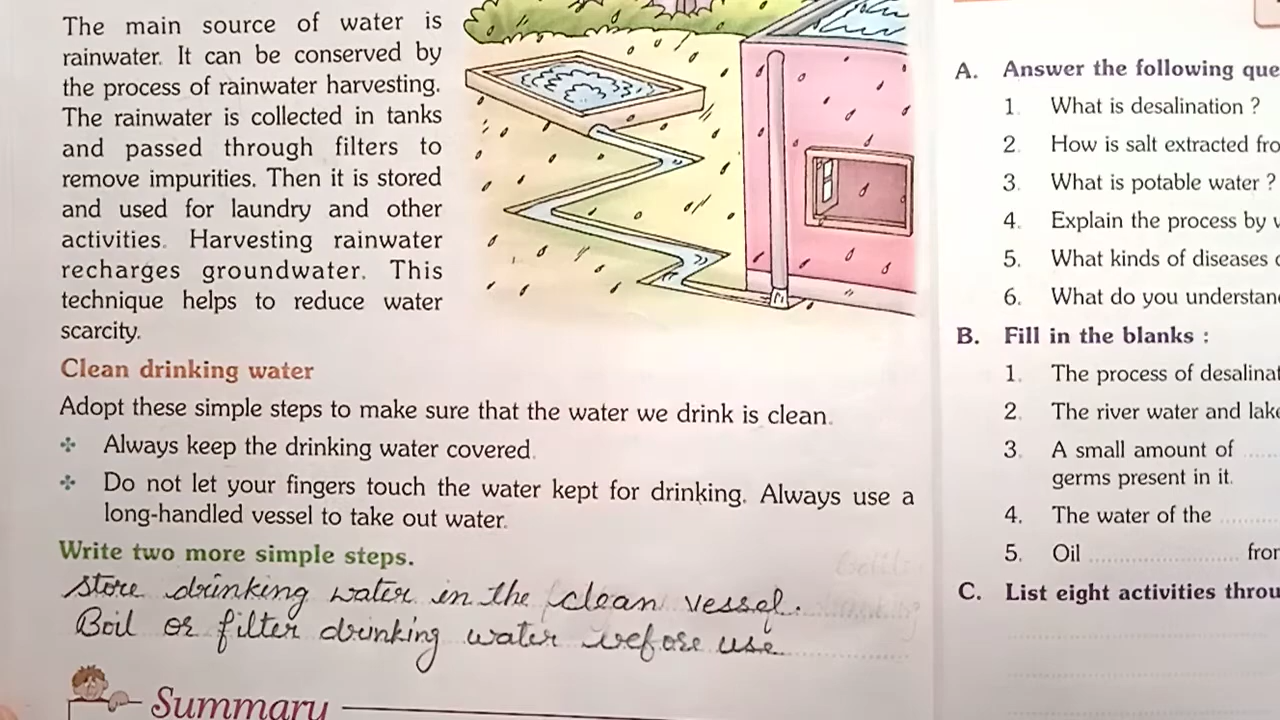 The main source of water is
rainwater. It can be conserved by
the process of rainwater harvesting.
The rainwater is collected in tanks
and passed through filters to
remove impurities. Then it is stored
and used for laundry and other
activities. Harvesting rainwater
recharges groundwater. This
technique helps to reduce water
scarcity.
Clean drinking water
Adopt these simple steps to make sure that the water we drink is clean.
Always keep the drinking water covered.
Do not let your fingers touch the water kept for drinking. Always use a
long-handled vessel to take out water.
Write two more simple steps.
store drinking water in the clean vessel.
Boil or filter drinking water before use
Summary
A. Answer the following que
1. What is desalination ?
2. How is salt extracted fro
3. What is potable water ?
4. Explain the process by
5. What kinds of diseases
6. What do you understan
B. Fill in the blanks :
1. The process of desalinat
2. The river water and lake
3. A small amount of ......
germs present in it.
4. The water of the ..........
5. Oil .......................... from
C. List eight activities throu